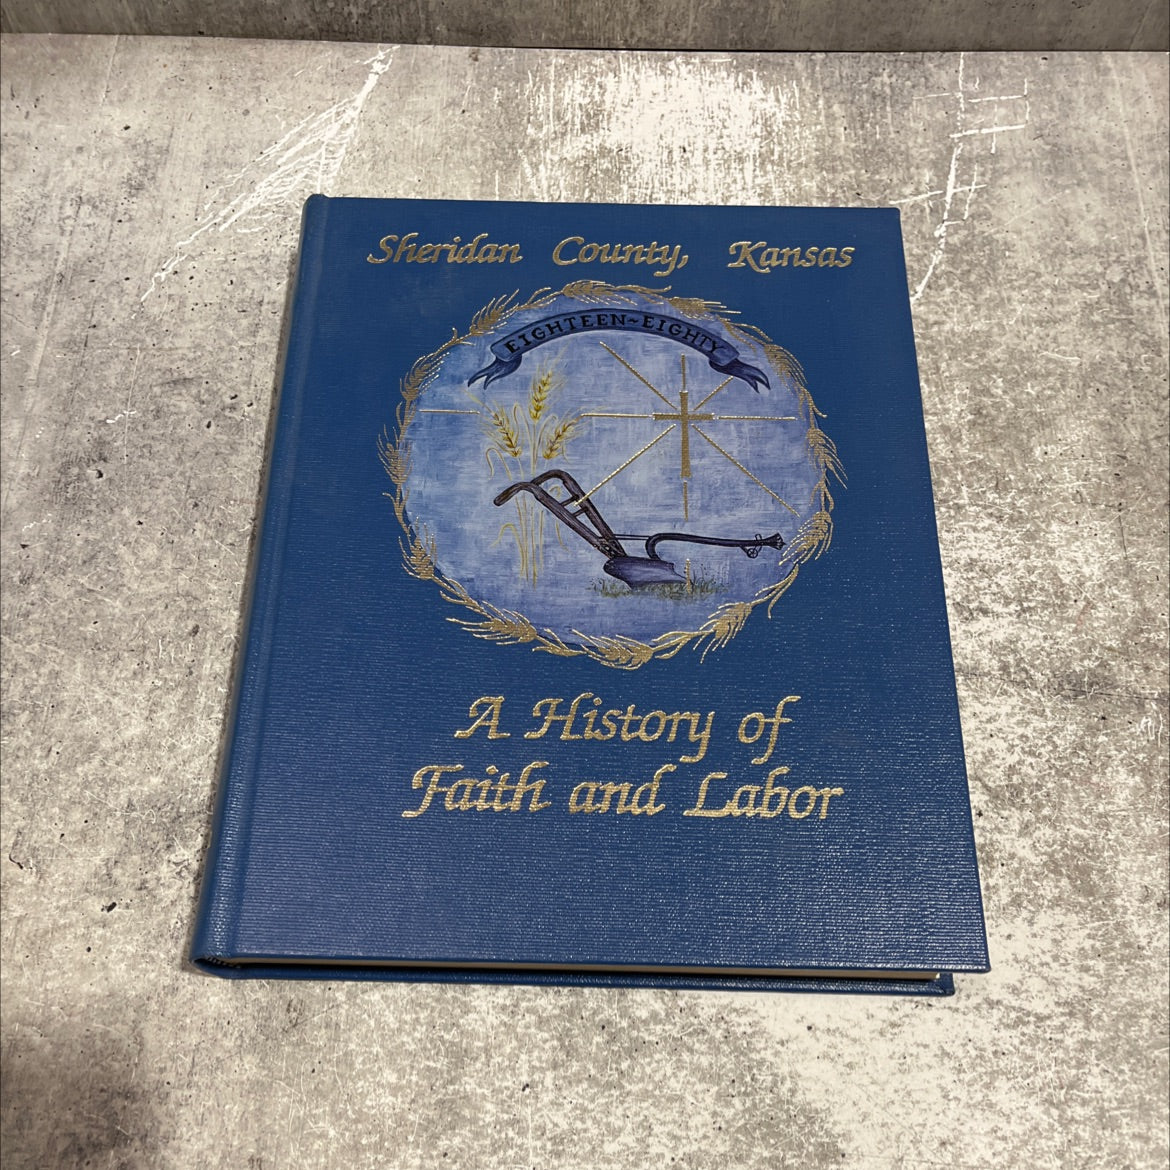 Sheridan County, Kansas
EIGHTEEN~EIGHTY
A History of
Faith and Labor